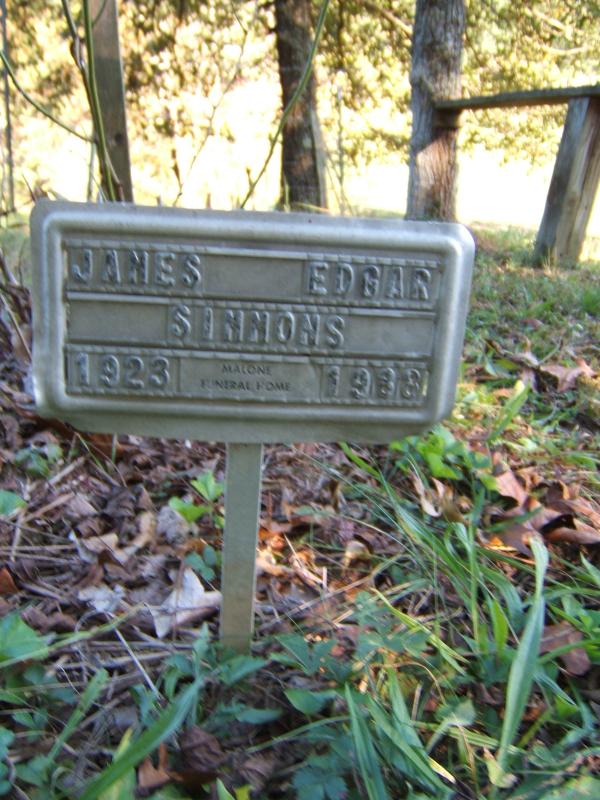 JAMES EDGAR
SIMMONS
1923 MALONE FUNERAL HOME